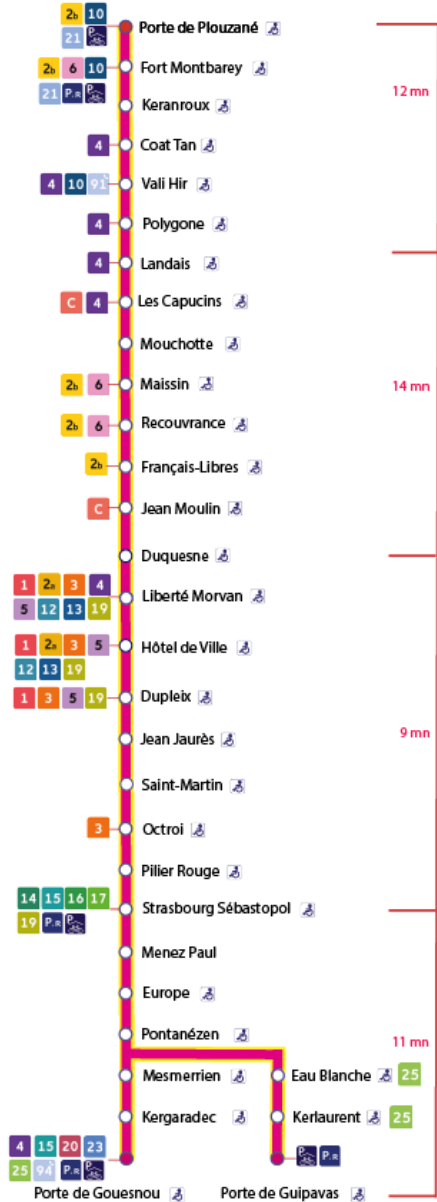 2b 10
21 P
Porte de Plouzané
2b 6 10
21 P+R P
Fort Montbarey
12 mn
Keranroux
4 Coat Tan
4 10 91 Vali Hir
4 Polygone
4 Landais
C 4 Les Capucins
Mouchotte
14 mn
2b 6 Maissin
2b 6 Recouvrance
2b Français-Libres
C Jean Moulin
Duquesne
1 2a 3 4
5 12 13 19
Liberté Morvan
1 2a 3 5
12 13 19
Hôtel de Ville
1 3 5 19 Dupleix
9 mn
Jean Jaurès
Saint-Martin
3 Octroi
Pilier Rouge
14 15 16 17
19 P+R P
Strasbourg Sébastopol
Menez Paul
Europe
Pontanézen
11 mn
Mesmerrien
Eau Blanche 25
Kergaradec
Kerlaurent 25
4 15 20 23
25 94 P+R P
P P+R
Porte de Gouesnou
Porte de Guipavas